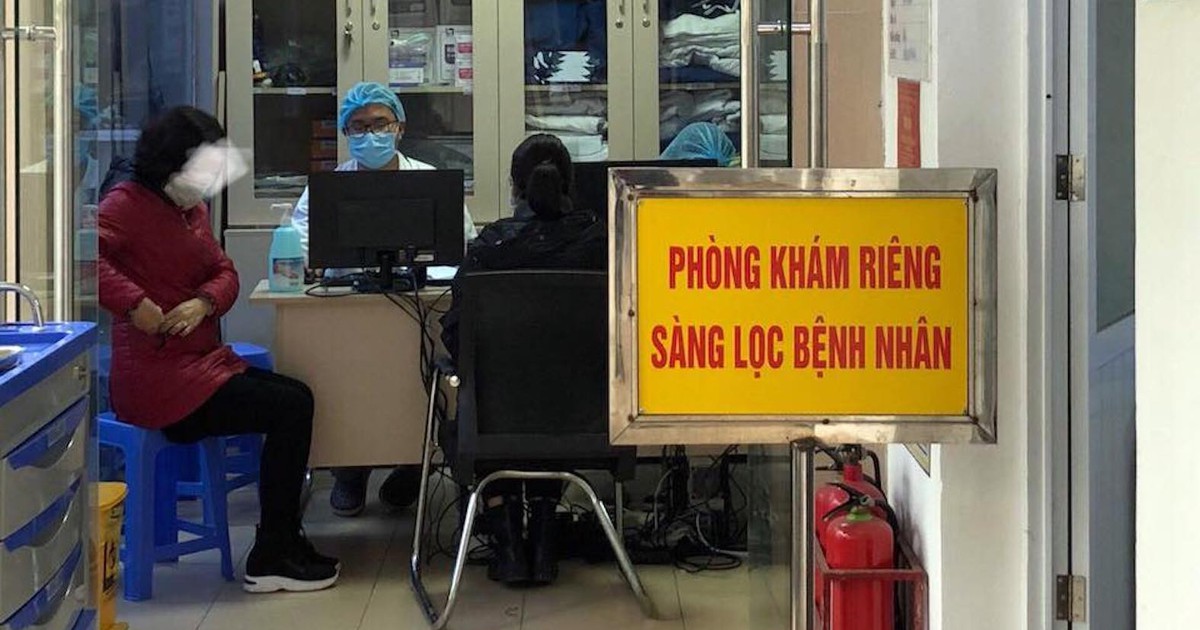 PHÒNG KHÁM RIÊNG
SÀNG LỌC BỆNH NHÂN